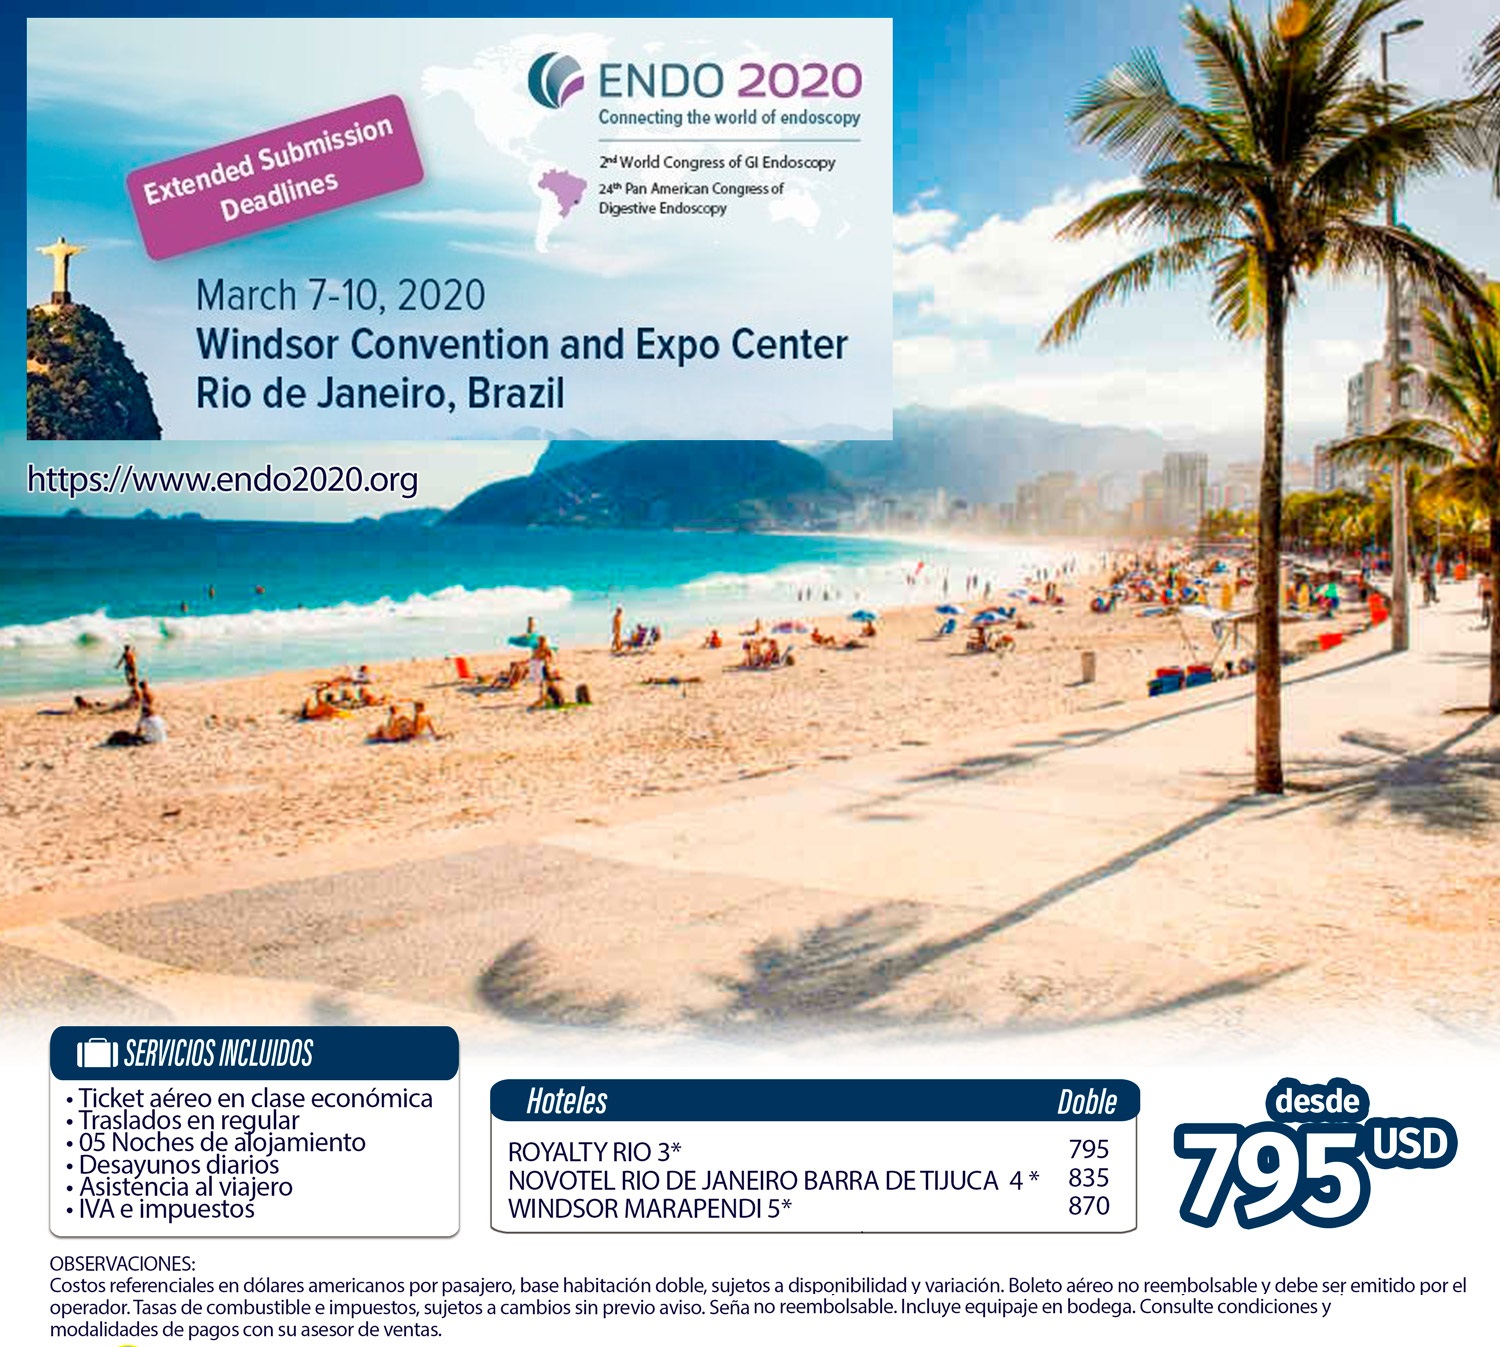 ENDO 2020
Connecting the world of endoscopy
2nd World Congress of GI Endoscopy
24th Pan American Congress of
Digestive Endoscopy
Extended Submission
Deadlines
March 7-10, 2020
Windsor Convention and Expo Center
Rio de Janeiro, Brazil
https://www.endo2020.org
SERVICIOS INCLUIDOS
• Ticket aéreo en clase económica
• Traslados en regular
• 05 Noches de alojamiento
• Desayunos diarios
• Asistencia al viajero
• IVA e impuestos
Hoteles Doble
ROYALTY RIO 3* 795
NOVOTEL RIO DE JANEIRO BARRA DE TIJUCA 4 * 835
WINDSOR MARAPENDI 5* 870
desde
795 USD
OBSERVACIONES:
Costos referenciales en dólares americanos por pasajero, base habitación doble, sujetos a disponibilidad y variación. Boleto aéreo no reembolsable y debe ser emitido por el
operador. Tasas de combustible e impuestos, sujetos a cambios sin previo aviso. Seña no reembolsable. Incluye equipaje en bodega. Consulte condiciones y
modalidades de pagos con su asesor de ventas.